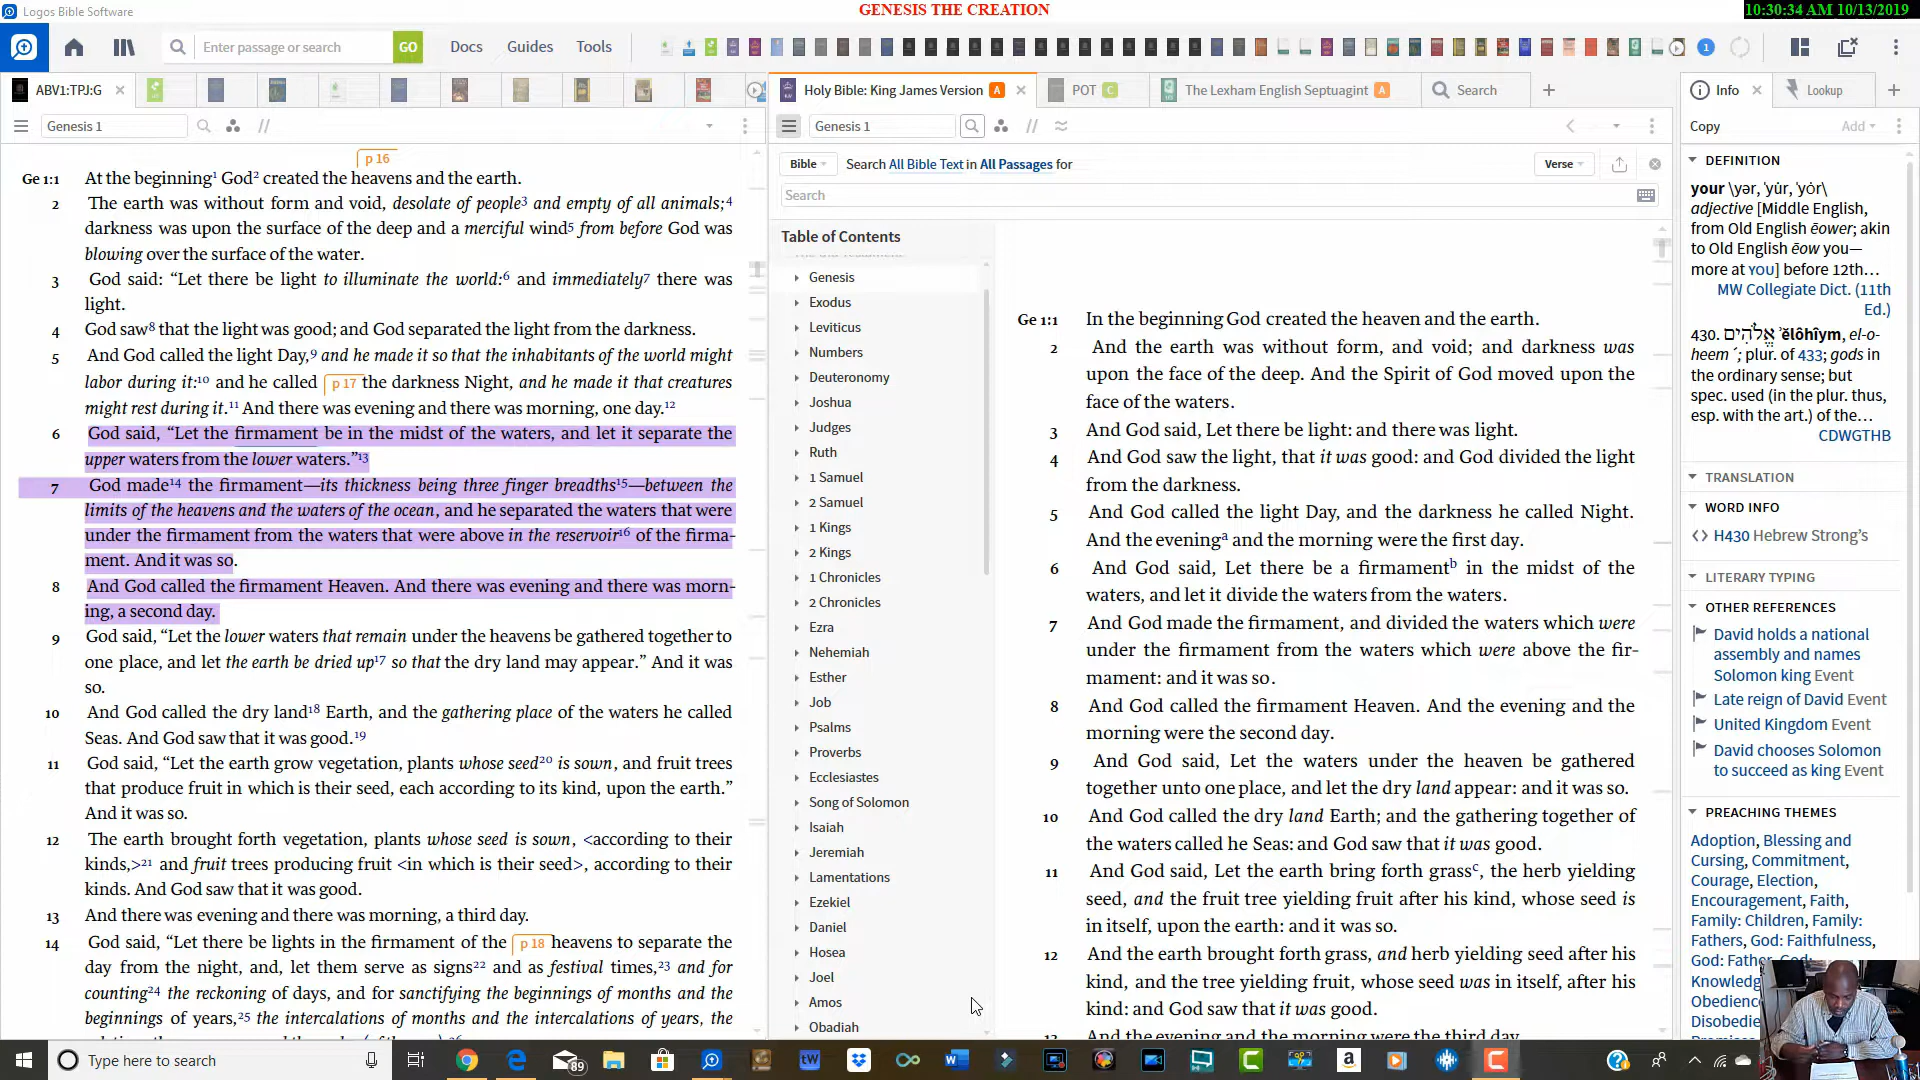 Logos Bible Software
GENESIS THE CREATION
10:30:34 AM 10/13/2019
Enter passage or search
GO
Docs
Guides
Tools
1
ABV1:TPJ:G
Holy Bible: King James Version A
POT C
The Lexham English Septuagint A
Search
Info
Lookup
Genesis 1
Genesis 1
Copy
Add
p 16
Ge 1:1 At the beginning¹ God² created the heavens and the earth.
2 The earth was without form and void, desolate of people³ and empty of all animals;⁴
darkness was upon the surface of the deep and a merciful wind⁵ from before God was
blowing over the surface of the water.
3 God said: “Let there be light to illuminate the world:⁶ and immediately⁷ there was
light.
4 God saw⁸ that the light was good; and God separated the light from the darkness.
5 And God called the light Day,⁹ and he made it so that the inhabitants of the world might
labor during it:¹⁰ and he called p 17 the darkness Night, and he made it that creatures
might rest during it.¹¹ And there was evening and there was morning, one day.¹²
6 God said, “Let the firmament be in the midst of the waters, and let it separate the
upper waters from the lower waters.”¹³
7 God made¹⁴ the firmament—its thickness being three finger breadths¹⁵—between the
limits of the heavens and the waters of the ocean, and he separated the waters that were
under the firmament from the waters that were above in the reservoir¹⁶ of the firma-
ment. And it was so.
8 And God called the firmament Heaven. And there was evening and there was morn-
ing, a second day.
9 God said, “Let the lower waters that remain under the heavens be gathered together to
one place, and let the earth be dried up¹⁷ so that the dry land may appear.” And it was
so.
10 And God called the dry land¹⁸ Earth, and the gathering place of the waters he called
Seas. And God saw that it was good.¹⁹
11 God said, “Let the earth grow vegetation, plants whose seed²⁰ is sown, and fruit trees
that produce fruit in which is their seed, each according to its kind, upon the earth.”
And it was so.
12 The earth brought forth vegetation, plants whose seed is sown, <according to their
kinds,>²¹ and fruit trees producing fruit <in which is their seed>, according to their
kinds. And God saw that it was good.
13 And there was evening and there was morning, a third day.
14 God said, “Let there be lights in the firmament of the p 18 heavens to separate the
day from the night, and, let them serve as signs²² and as festival times,²³ and for
counting²⁴ the reckoning of days, and for sanctifying the beginnings of months and the
beginnings of years,²⁵ the intercalations of months and the intercalations of years, the
Bible
Search All Bible Text in All Passages for
Verse
Search
Table of Contents
The Old Testament
Genesis
Exodus
Leviticus
Numbers
Deuteronomy
Joshua
Judges
Ruth
1 Samuel
2 Samuel
1 Kings
2 Kings
1 Chronicles
2 Chronicles
Ezra
Nehemiah
Esther
Job
Psalms
Proverbs
Ecclesiastes
Song of Solomon
Isaiah
Jeremiah
Lamentations
Ezekiel
Daniel
Hosea
Joel
Amos
Obadiah
Ge 1:1 In the beginning God created the heaven and the earth.
2 And the earth was without form, and void; and darkness was
upon the face of the deep. And the Spirit of God moved upon the
face of the waters.
3 And God said, Let there be light: and there was light.
4 And God saw the light, that it was good: and God divided the light
from the darkness.
5 And God called the light Day, and the darkness he called Night.
And the eveningᵃ and the morning were the first day.
6 And God said, Let there be a firmamentᵇ in the midst of the
waters, and let it divide the waters from the waters.
7 And God made the firmament, and divided the waters which were
under the firmament from the waters which were above the fir-
mament: and it was so.
8 And God called the firmament Heaven. And the evening and the
morning were the second day.
9 And God said, Let the waters under the heaven be gathered
together unto one place, and let the dry land appear: and it was so.
10 And God called the dry land Earth; and the gathering together of
the waters called he Seas: and God saw that it was good.
11 And God said, Let the earth bring forth grassᶜ, the herb yielding
seed, and the fruit tree yielding fruit after his kind, whose seed is
in itself, upon the earth: and it was so.
12 And the earth brought forth grass, and herb yielding seed after his
kind, and the tree yielding fruit, whose seed was in itself, after his
kind: and God saw that it was good.
And the evening and the morning were the third day.
DEFINITION
your \yər, ˈyu̇r, ˈyȯr\
adjective [Middle English,
from Old English ēower; akin
to Old English ēow you—
more at YOU] before 12th…
MW Collegiate Dict. (11th
Ed.)
430. אֱלֹהִים ʾĕlôhîym, el-o-
heem´; plur. of 433; gods in
the ordinary sense; but
spec. used (in the plur. thus,
esp. with the art.) of the…
CDWGTHB
TRANSLATION
WORD INFO
H430 Hebrew Strong’s
LITERARY TYPING
OTHER REFERENCES
David holds a national
assembly and names
Solomon king Event
Late reign of David Event
United Kingdom Event
David chooses Solomon
to succeed as king Event
PREACHING THEMES
Adoption, Blessing and
Cursing, Commitment,
Courage, Election,
Encouragement, Faith,
Family: Children, Family:
Fathers, God: Faithfulness,
God: Father, God:
Type here to search
89
tW